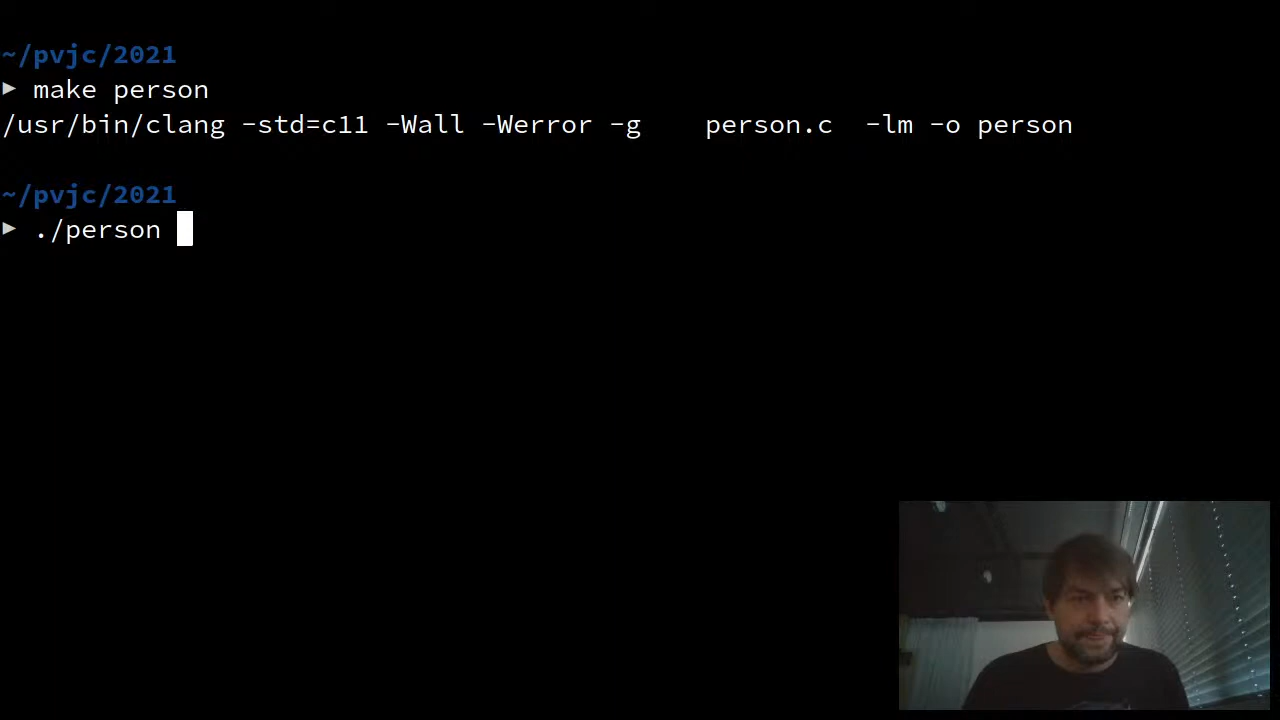 ~/pvjc/2021
▶ make person
/usr/bin/clang -std=c11 -Wall -Werror -g    person.c  -lm -o person
~/pvjc/2021
▶ ./person